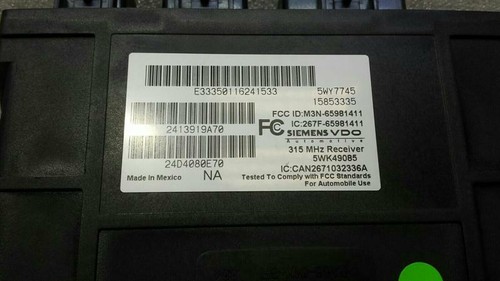 E33350116241533
5WY7745
15853335
2413919A70
FCC ID:M3N-65981411
IC:267F-65981411
FC SIEMENS VDO
Automotive
315 MHz Receiver
5WK49085
24D4080E70
IC:CAN2671032336A
Made in Mexico
NA
Tested To Comply with FCC Standards
For Automobile Use